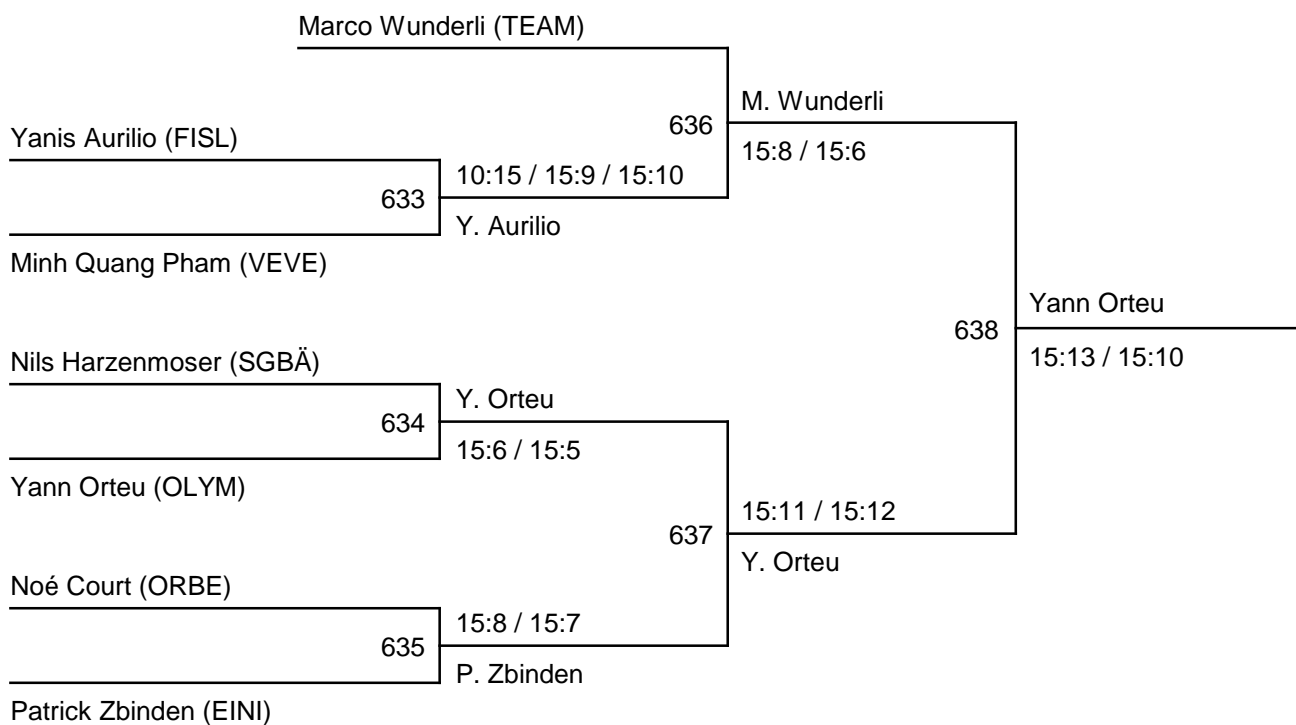 Marco Wunderli (TEAM)
M. Wunderli
636
15:8 / 15:6
Yanis Aurilio (FISL)
10:15 / 15:9 / 15:10
633
Y. Aurilio
Minh Quang Pham (VEVE)
Yann Orteu
638
15:13 / 15:10
Nils Harzenmoser (SGBÄ)
Y. Orteu
634
15:6 / 15:5
Yann Orteu (OLYM)
15:11 / 15:12
637
Y. Orteu
Noé Court (ORBE)
15:8 / 15:7
635
P. Zbinden
Patrick Zbinden (EINI)